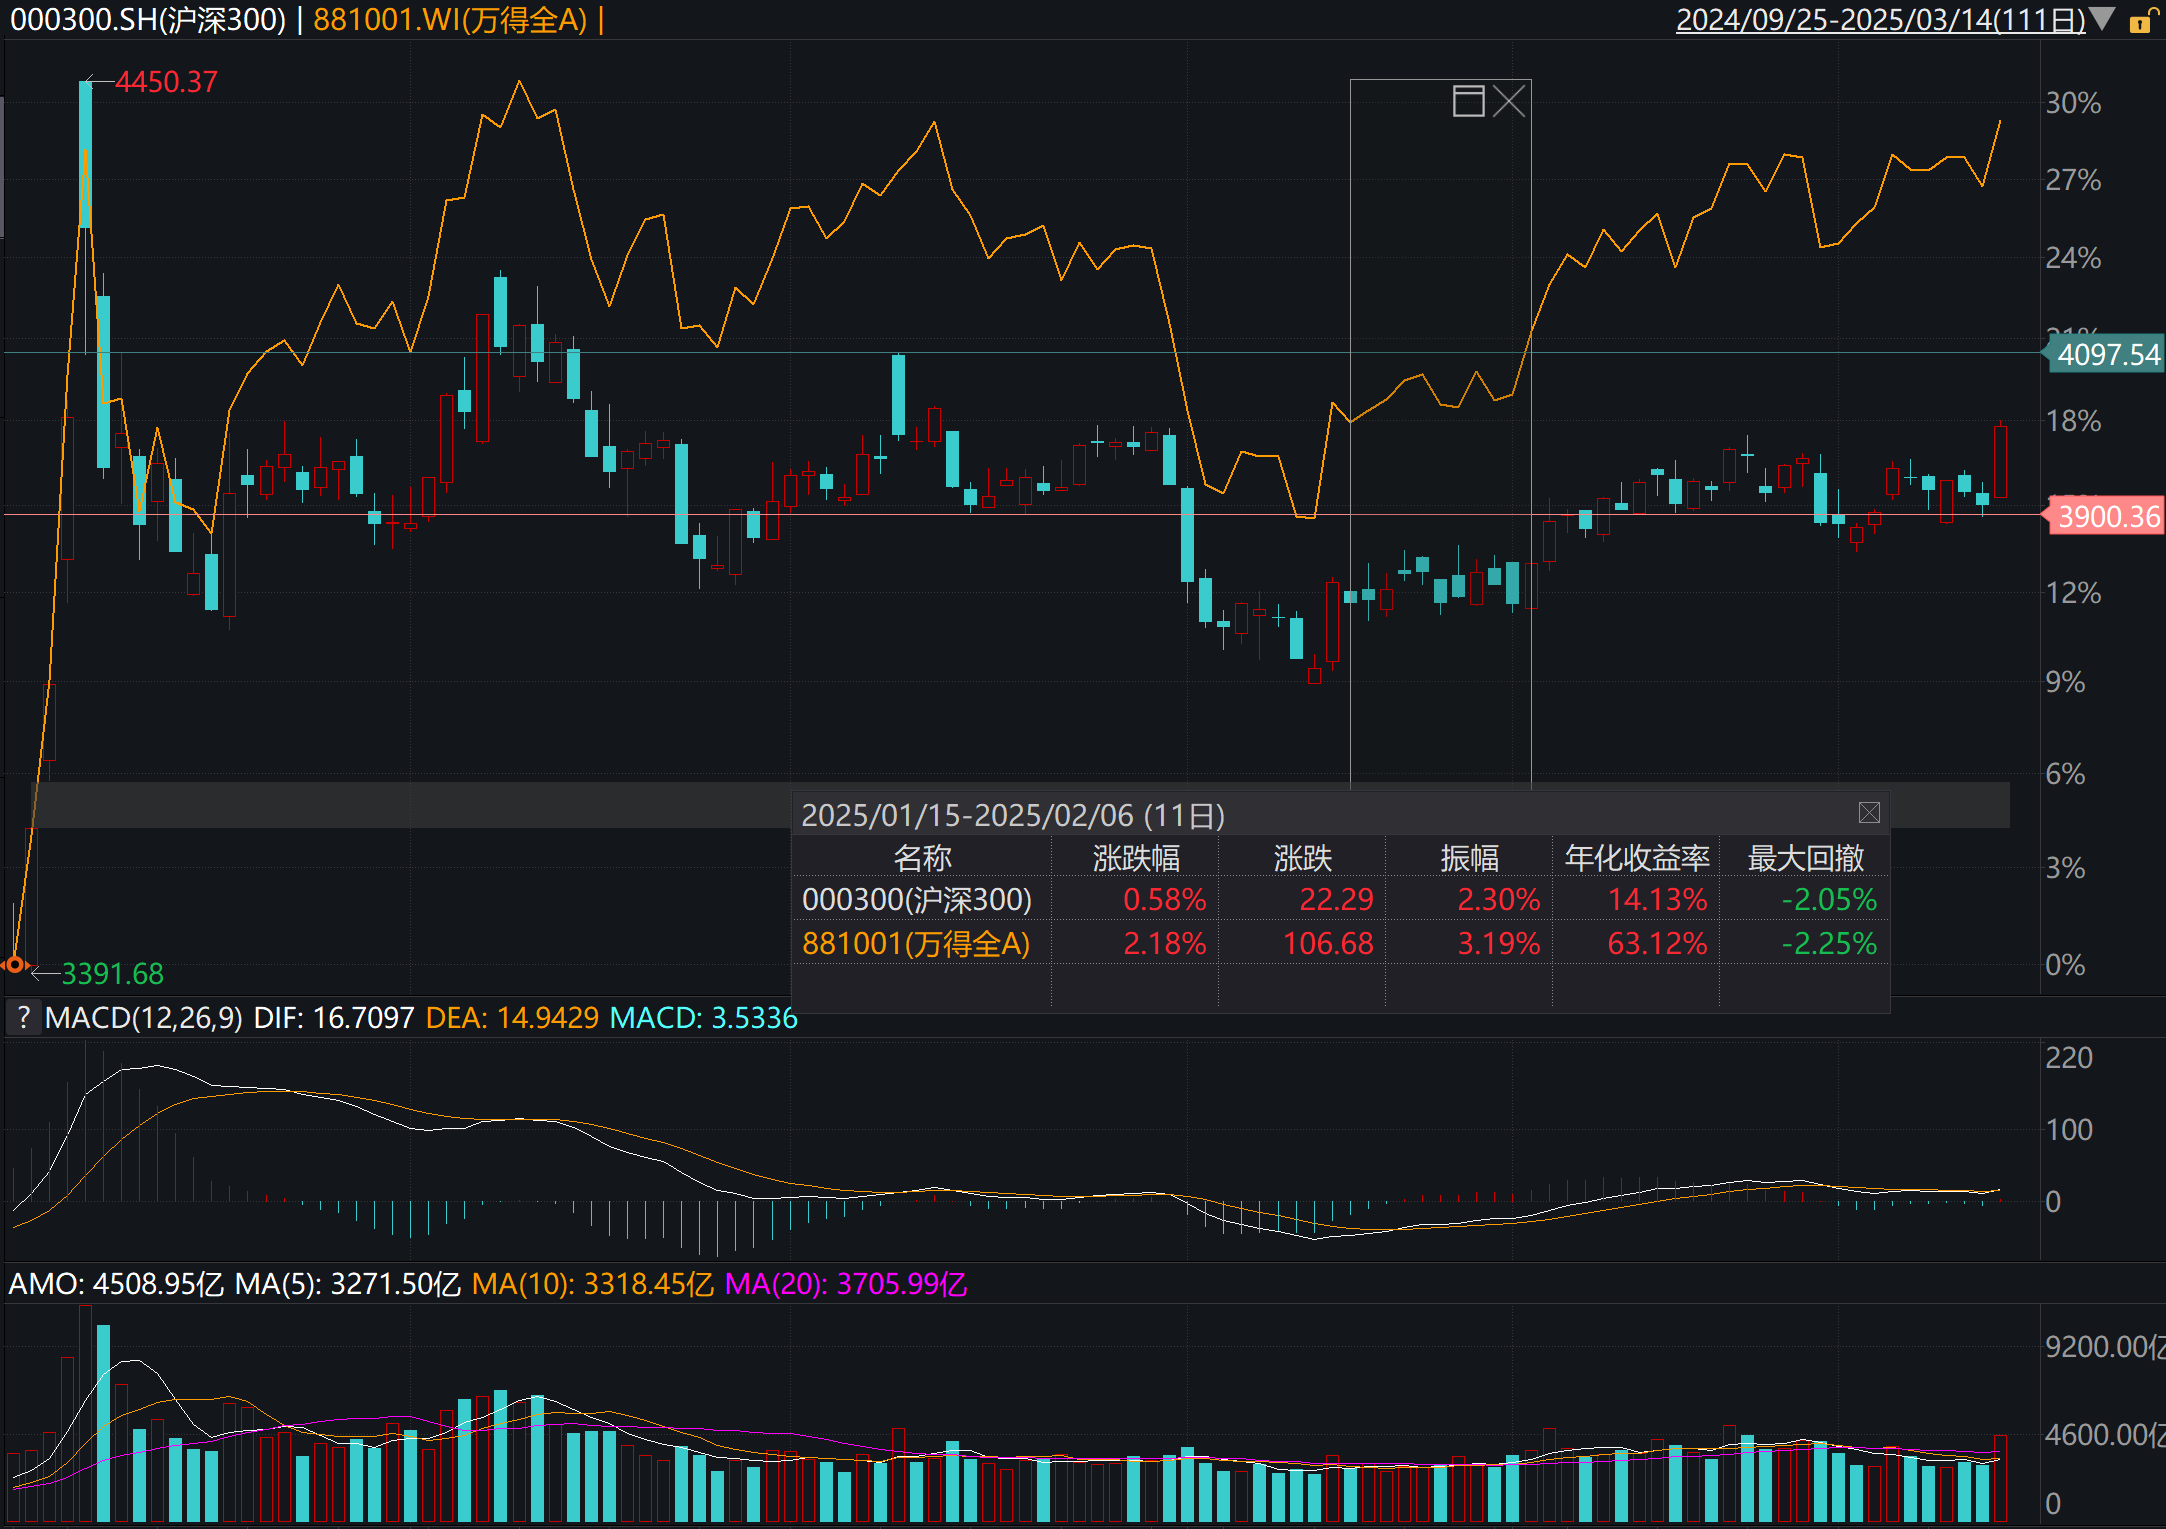 000300.SH(沪深300) | 881001.WI(万得全A) |
2024/09/25-2025/03/14(111日)
4450.37
30%
27%
24%
21%
4097.54
18%
3900.36
12%
9%
6%
3%
0%
3391.68
2025/01/15-2025/02/06 (11日)
名称 涨跌幅 涨跌 振幅 年化收益率 最大回撤
000300(沪深300) 0.58% 22.29 2.30% 14.13% -2.05%
881001(万得全A) 2.18% 106.68 3.19% 63.12% -2.25%
? MACD(12,26,9) DIF: 16.7097 DEA: 14.9429 MACD: 3.5336
220
100
0
AMO: 4508.95亿 MA(5): 3271.50亿 MA(10): 3318.45亿 MA(20): 3705.99亿
9200.00亿
4600.00亿
0